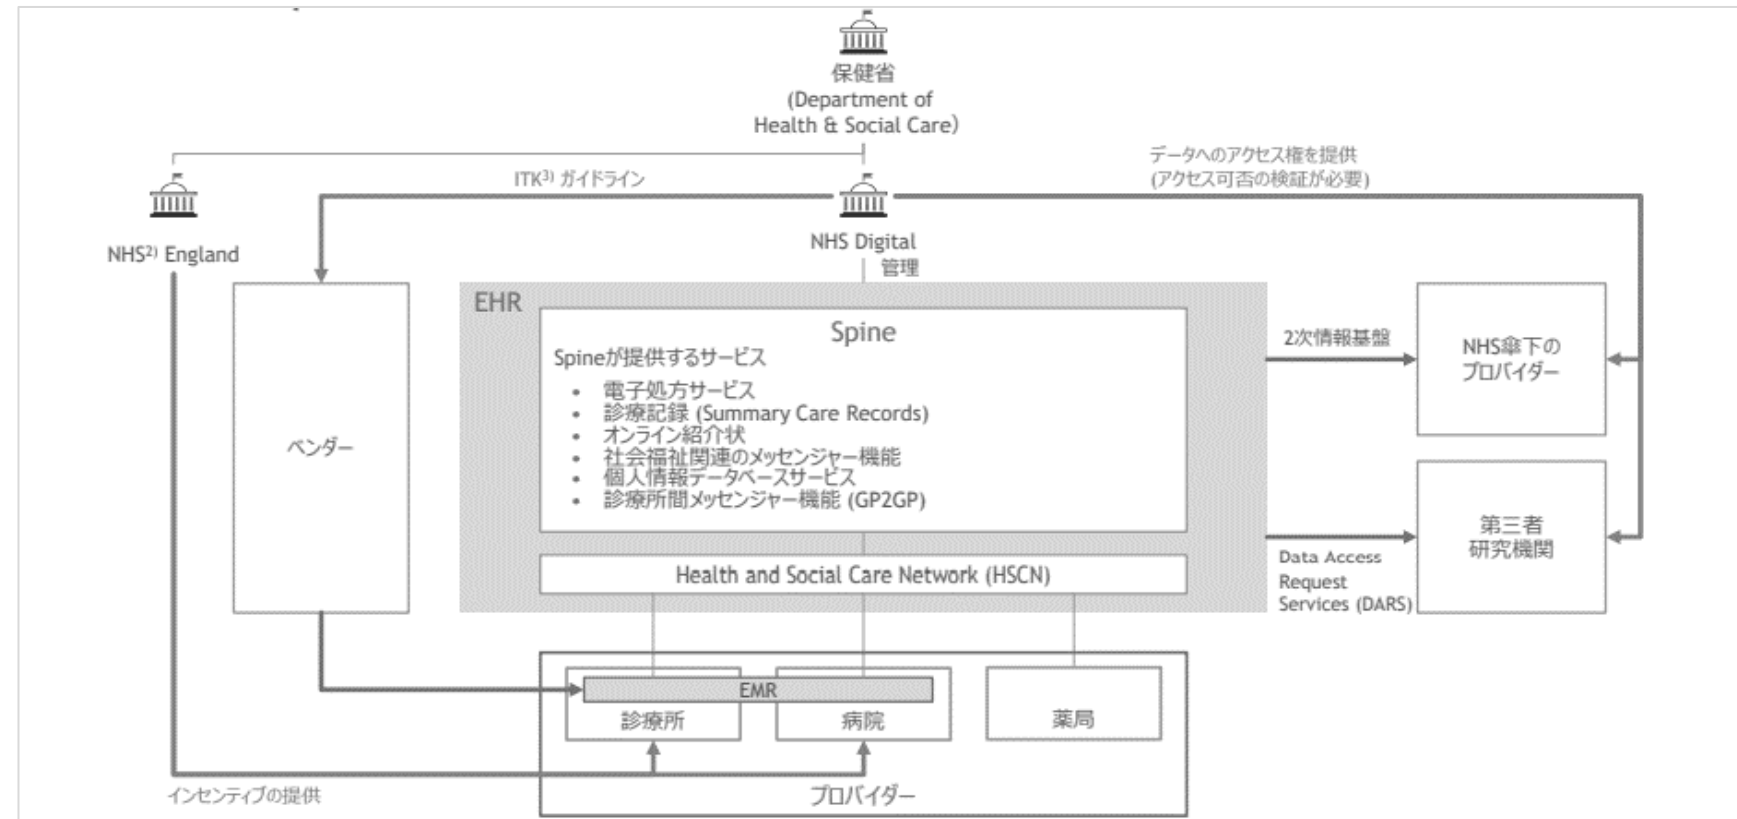 保健省
(Department of
Health & Social Care)
データへのアクセス権を提供
(アクセス可否の検証が必要)
ITK3) ガイドライン
NHS2) England
NHS Digital
管理
EHR
Spine
Spineが提供するサービス
• 電子処方サービス
• 診療記録 (Summary Care Records)
• オンライン紹介状
• 社会福祉関連のメッセンジャー機能
• 個人情報データベースサービス
• 診療所間メッセンジャー機能 (GP2GP)
Health and Social Care Network (HSCN)
ベンダー
2次情報基盤
NHS傘下の
プロバイダー
第三者
研究機関
Data Access
Request
Services (DARS)
EMR
診療所
病院
薬局
プロバイダー
インセンティブの提供